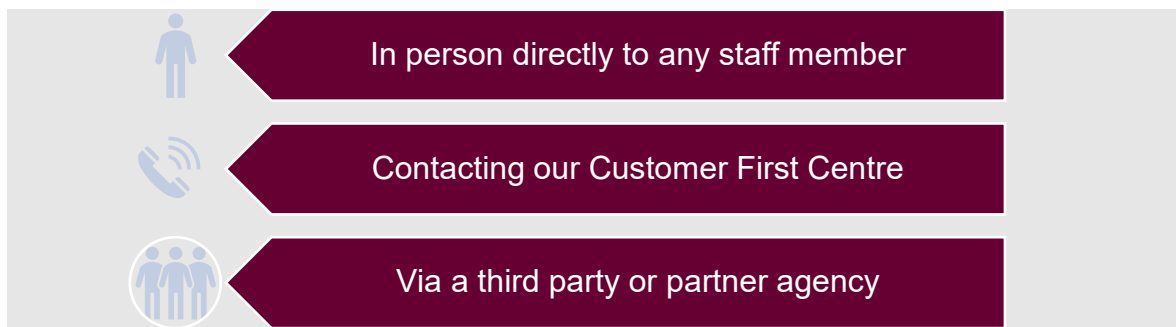 In person directly to any staff member
Contacting our Customer First Centre
Via a third party or partner agency